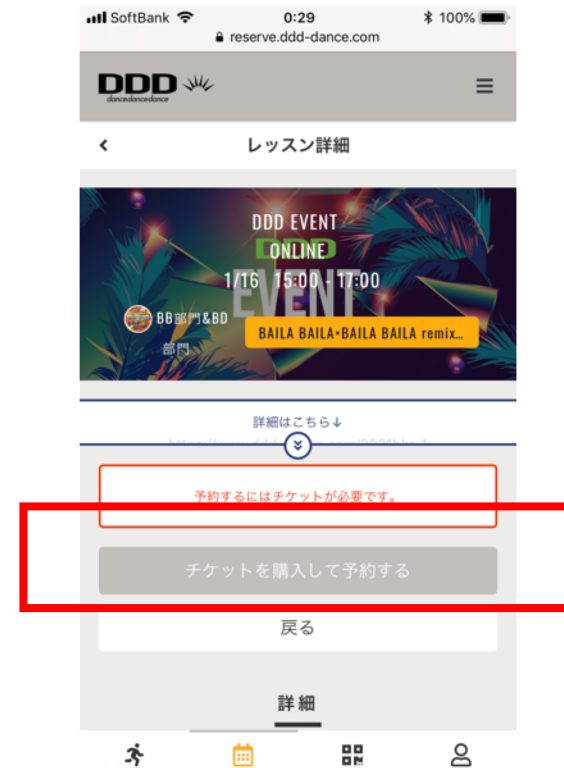 SoftBank 0:29 100%
reserve.ddd-dance.com
DDD
dancedancedance
レッスン詳細
DDD EVENT
ONLINE
1/16 15:00 - 17:00
DDD
EVENT
BB部門&BD
部門
BAILA BAILA×BAILA BAILA remix…
詳細はこちら↓
予約するにはチケットが必要です。
チケットを購入して予約する
戻る
詳細